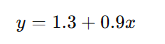 y = 1.3 + 0.9x